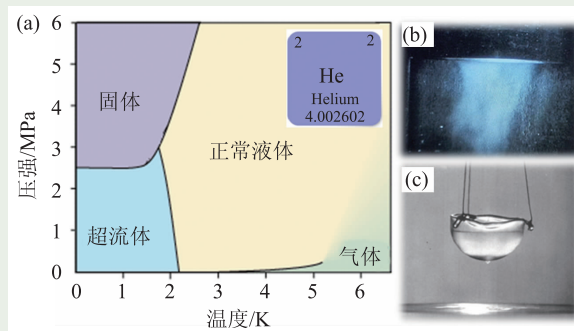 (a)
6
5
4
3
2
1
0
压强/MPa
固体
超流体
正常液体
气体
2 2
He
Helium
4.002602
0 1 2 3 4 5 6
温度/K
(b)
(c)